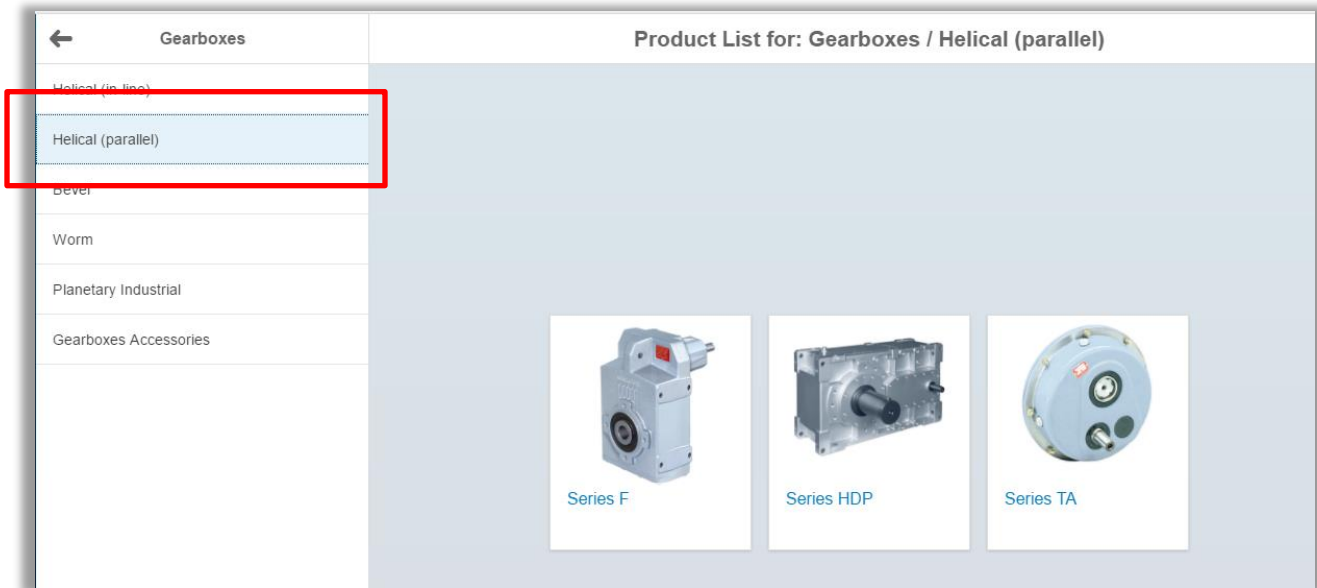 Gearboxes
Product List for: Gearboxes / Helical (parallel)
Helical (in-line)
Helical (parallel)
Bevel
Worm
Planetary Industrial
Gearboxes Accessories
Series F
Series HDP
Series TA